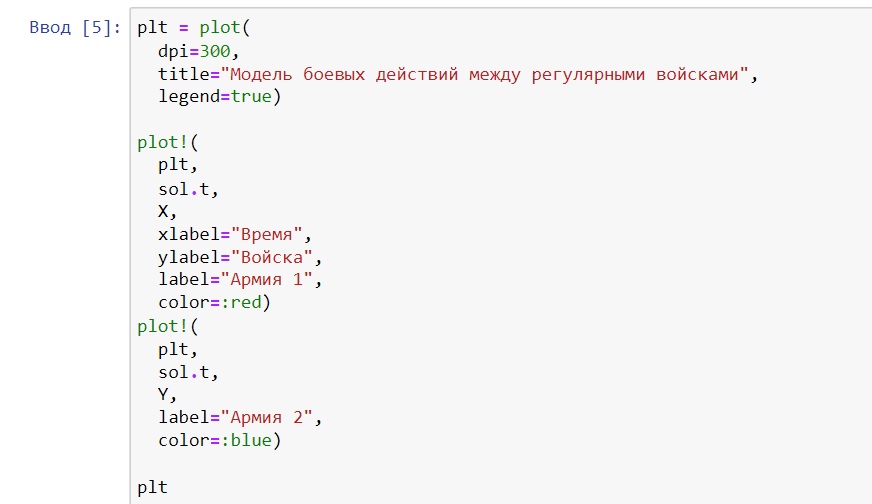 Ввод [5]: plt = plot(
  dpi=300,
  title="Модель боевых действий между регулярными войсками",
  legend=true)
plot!(
  plt,
  sol.t,
  X,
  xlabel="Время",
  ylabel="Войска",
  label="Армия 1",
  color=:red)
plot!(
  plt,
  sol.t,
  Y,
  label="Армия 2",
  color=:blue)
plt